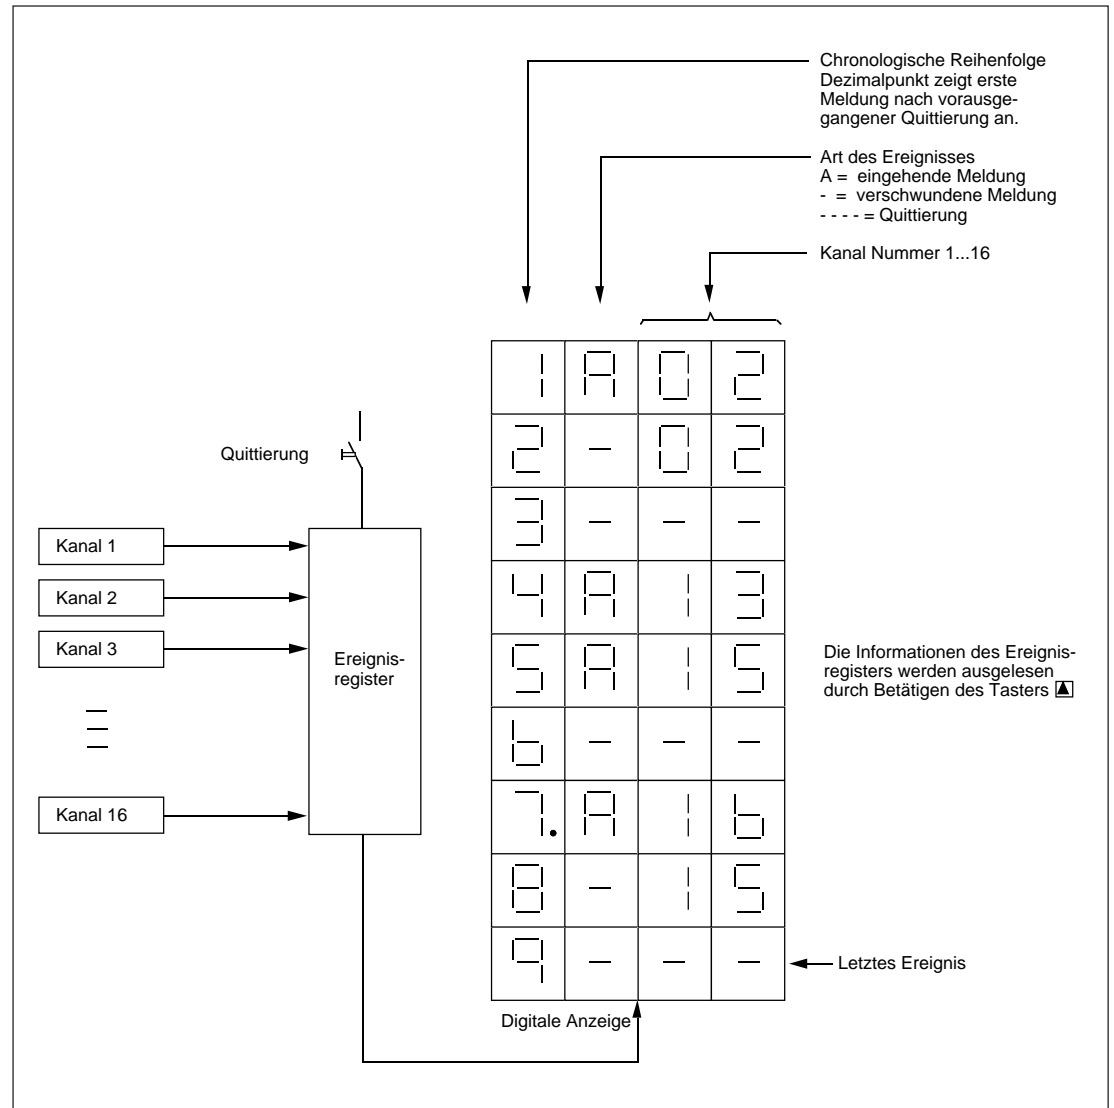 Chronologische Reihenfolge
Dezimalpunkt zeigt erste
Meldung nach vorausge-
gangener Quittierung an.
Art des Ereignisses
A = eingehende Meldung
- = verschwundene Meldung
- - - - = Quittierung
Kanal Nummer 1...16
1 A 0 2
2 - 0 2
3 - - -
4 A 1 3
5 A 1 5
6 - - -
7. A 1 6
8 - 1 5
9 - - -
Quittierung
Kanal 1
Kanal 2
Kanal 3
Kanal 16
Ereignis-
register
Die Informationen des Ereignis-
registers werden ausgelesen
durch Betätigen des Tasters
Letztes Ereignis
Digitale Anzeige